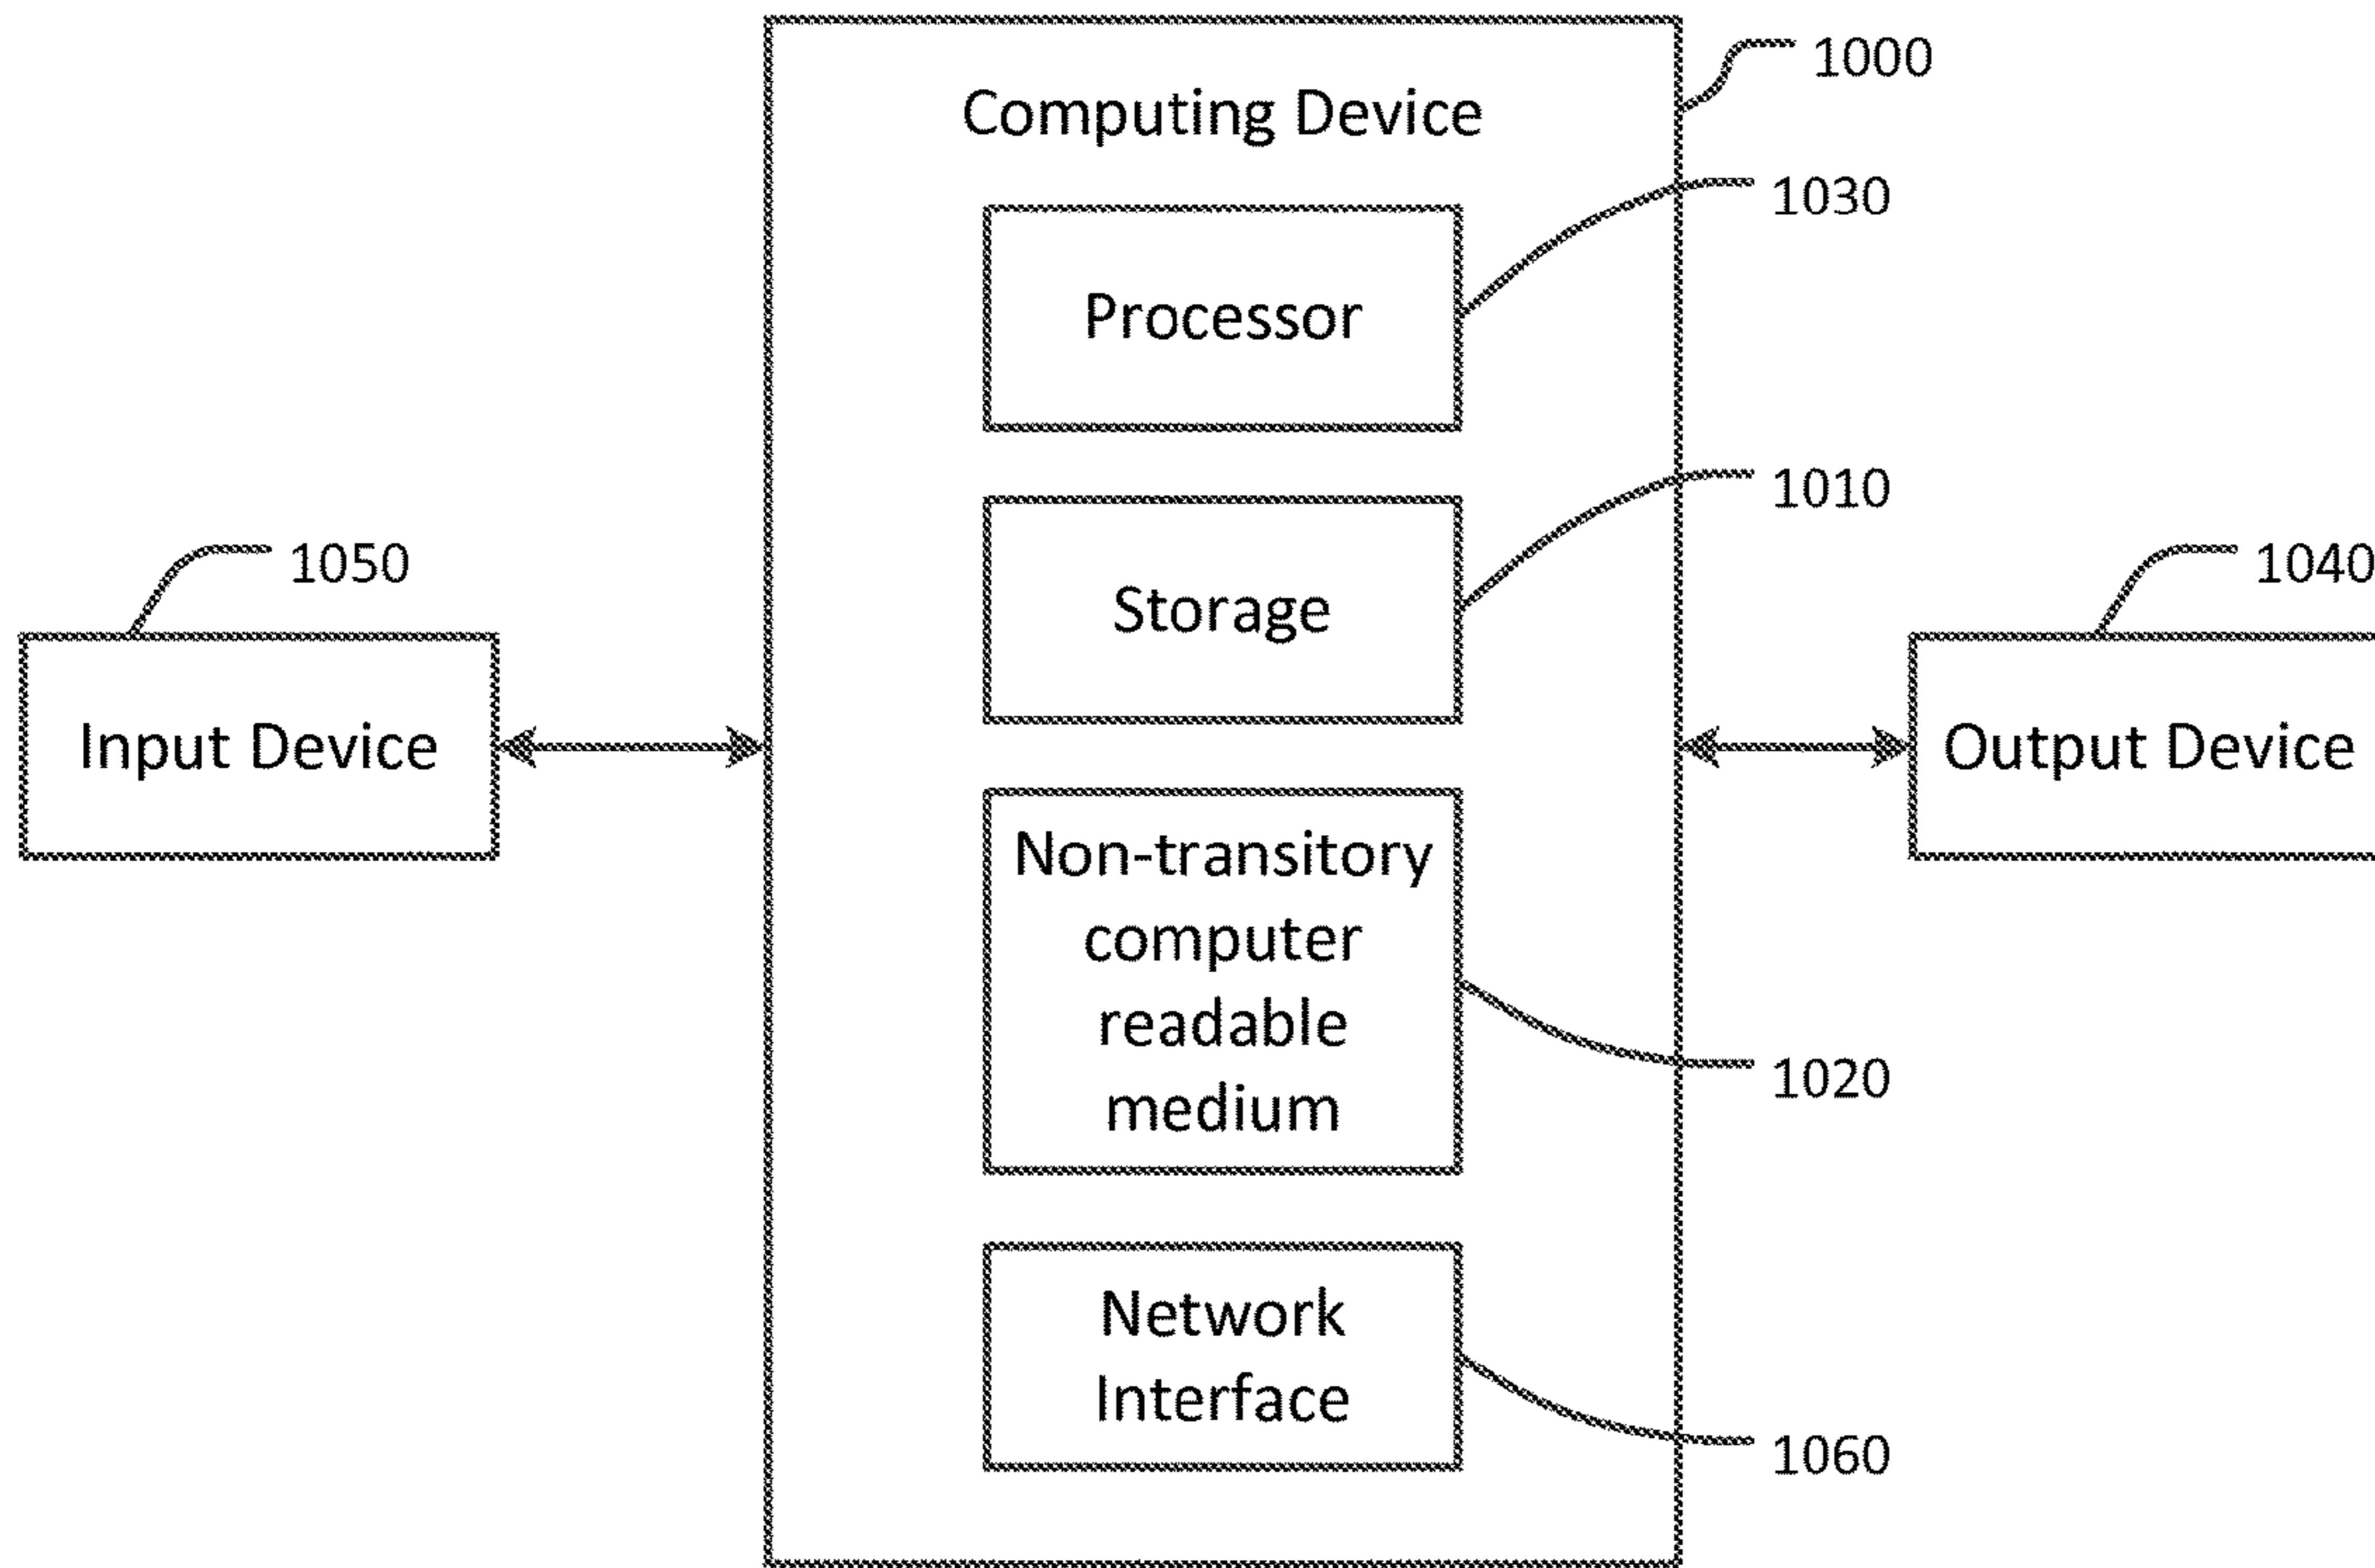 1000
Computing Device
1030
Processor
1010
Storage
1050
1040
Input Device
Output Device
Non-transitory
computer
readable
medium
1020
Network
Interface
1060